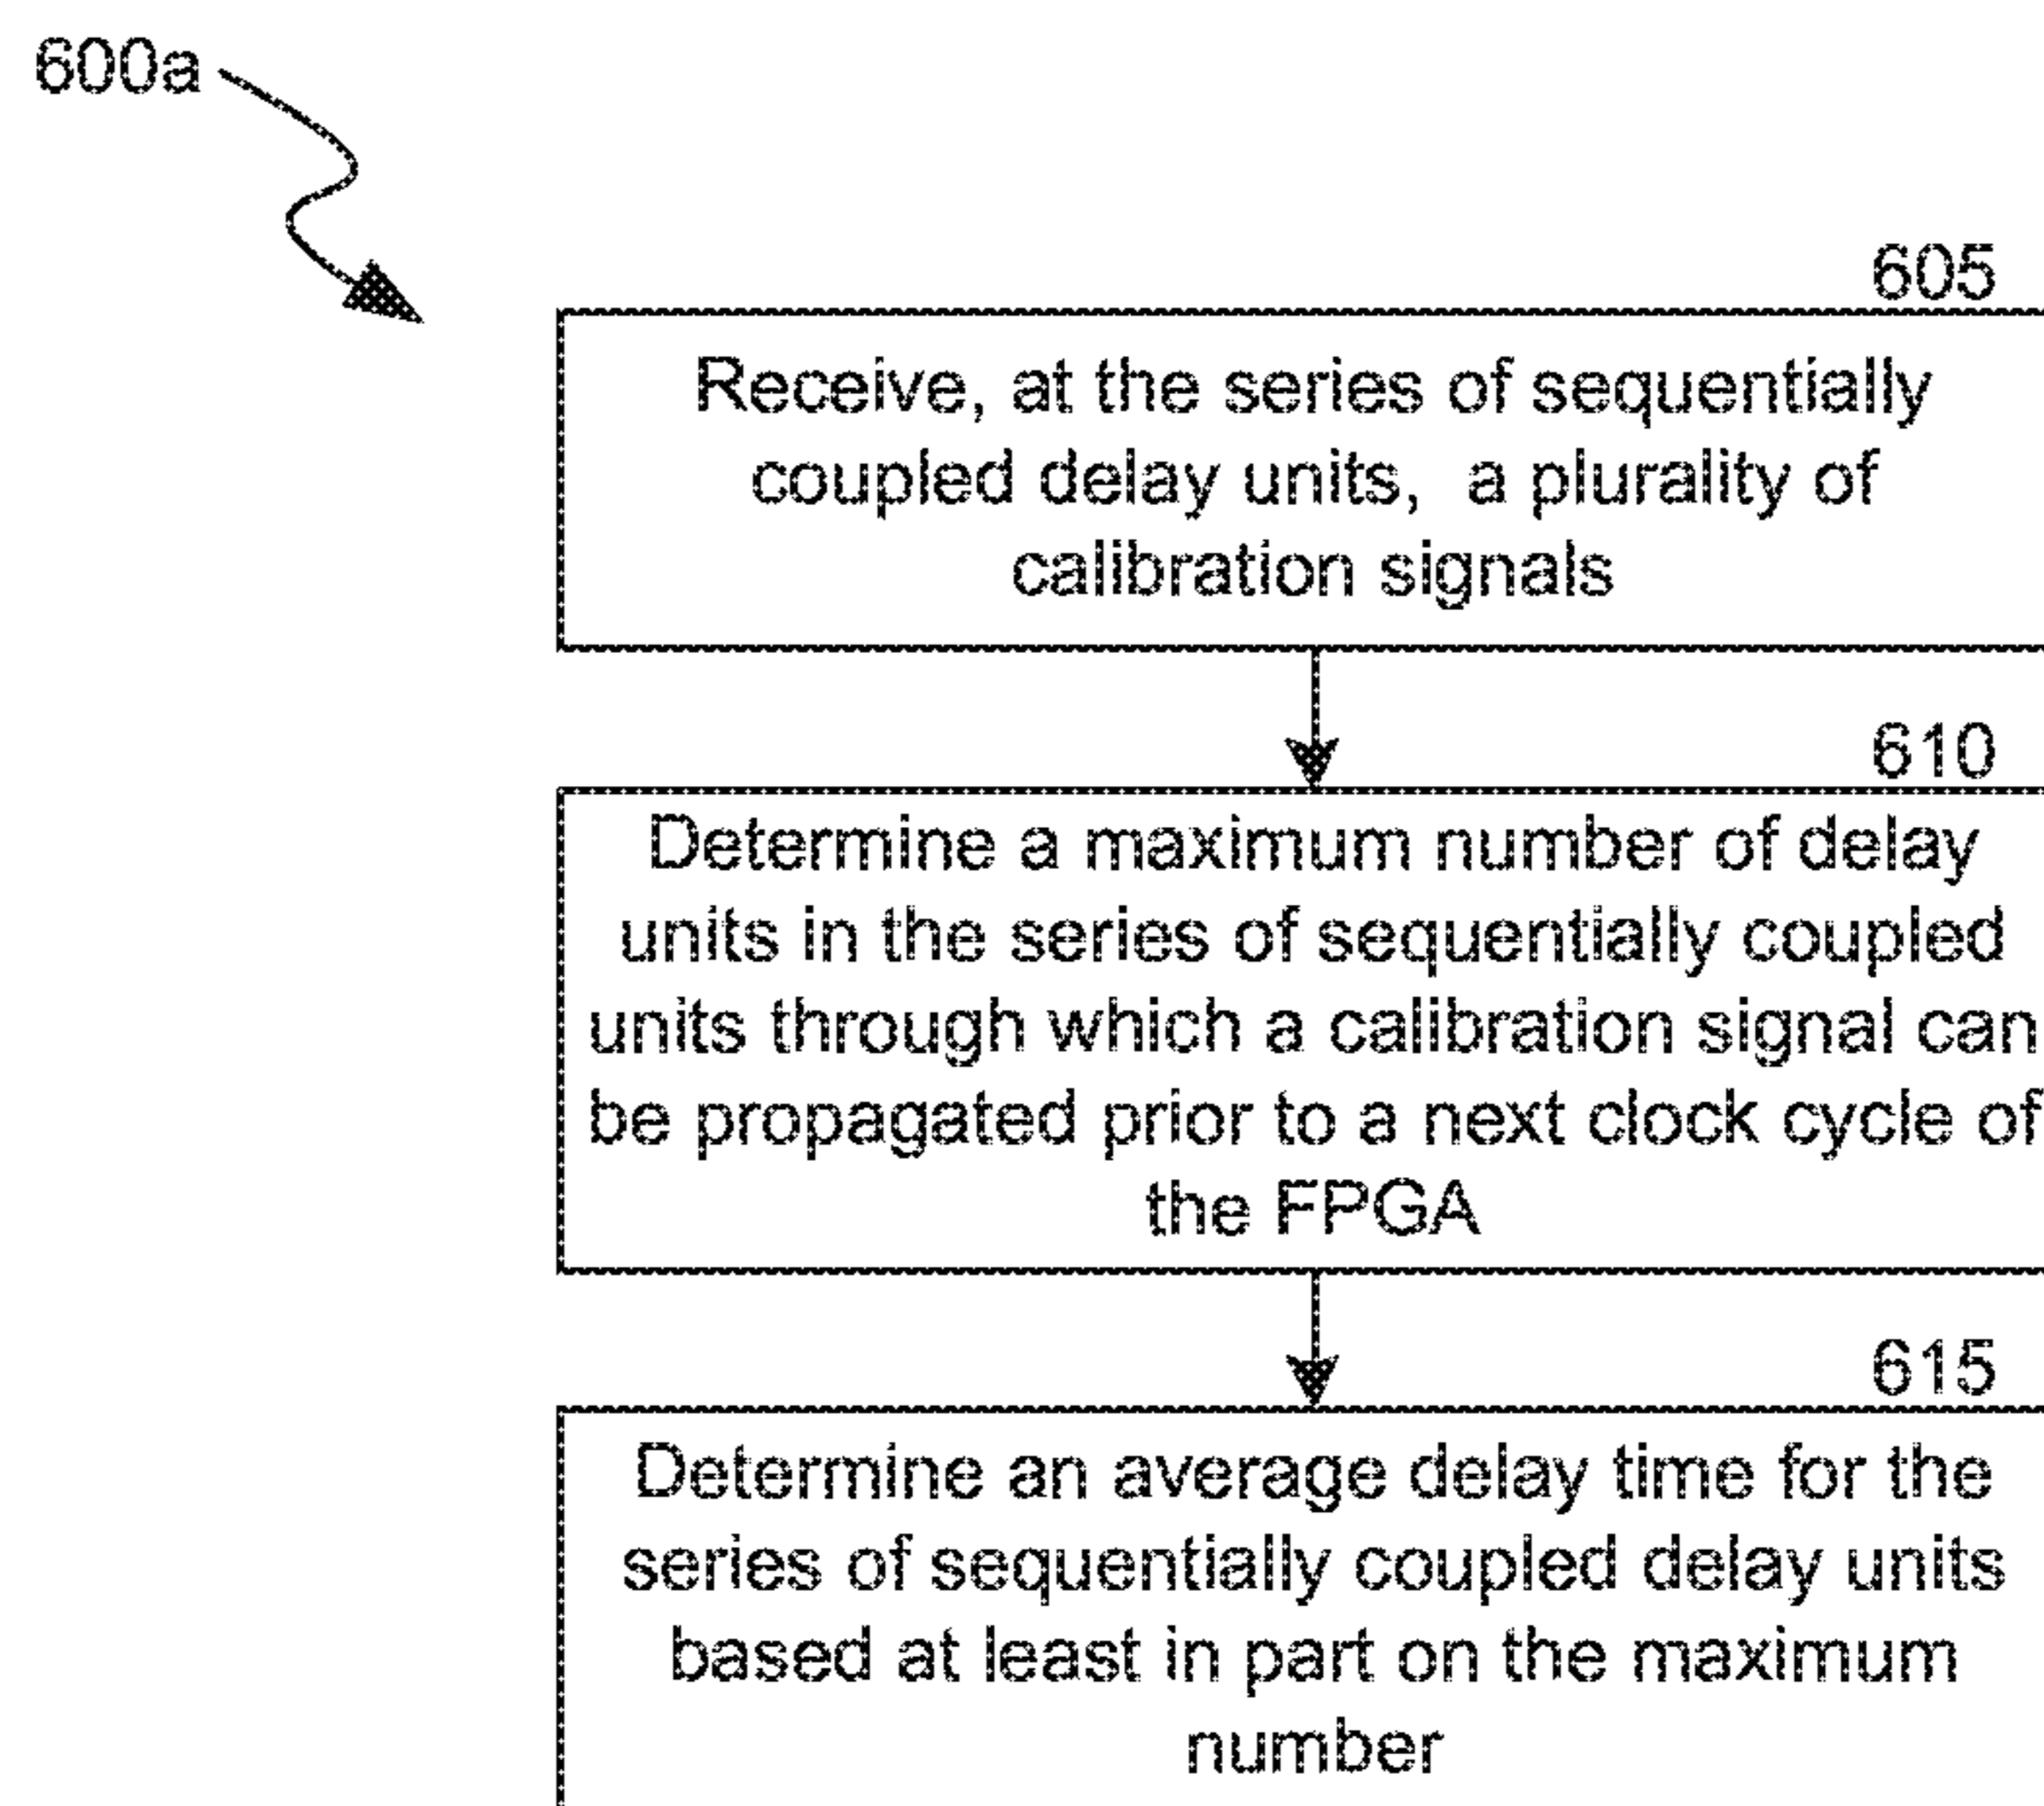 600a
605
Receive, at the series of sequentially
coupled delay units, a plurality of
calibration signals
610
Determine a maximum number of delay
units in the series of sequentially coupled
units through which a calibration signal can
be propagated prior to a next clock cycle of
the FPGA
615
Determine an average delay time for the
series of sequentially coupled delay units
based at least in part on the maximum
number